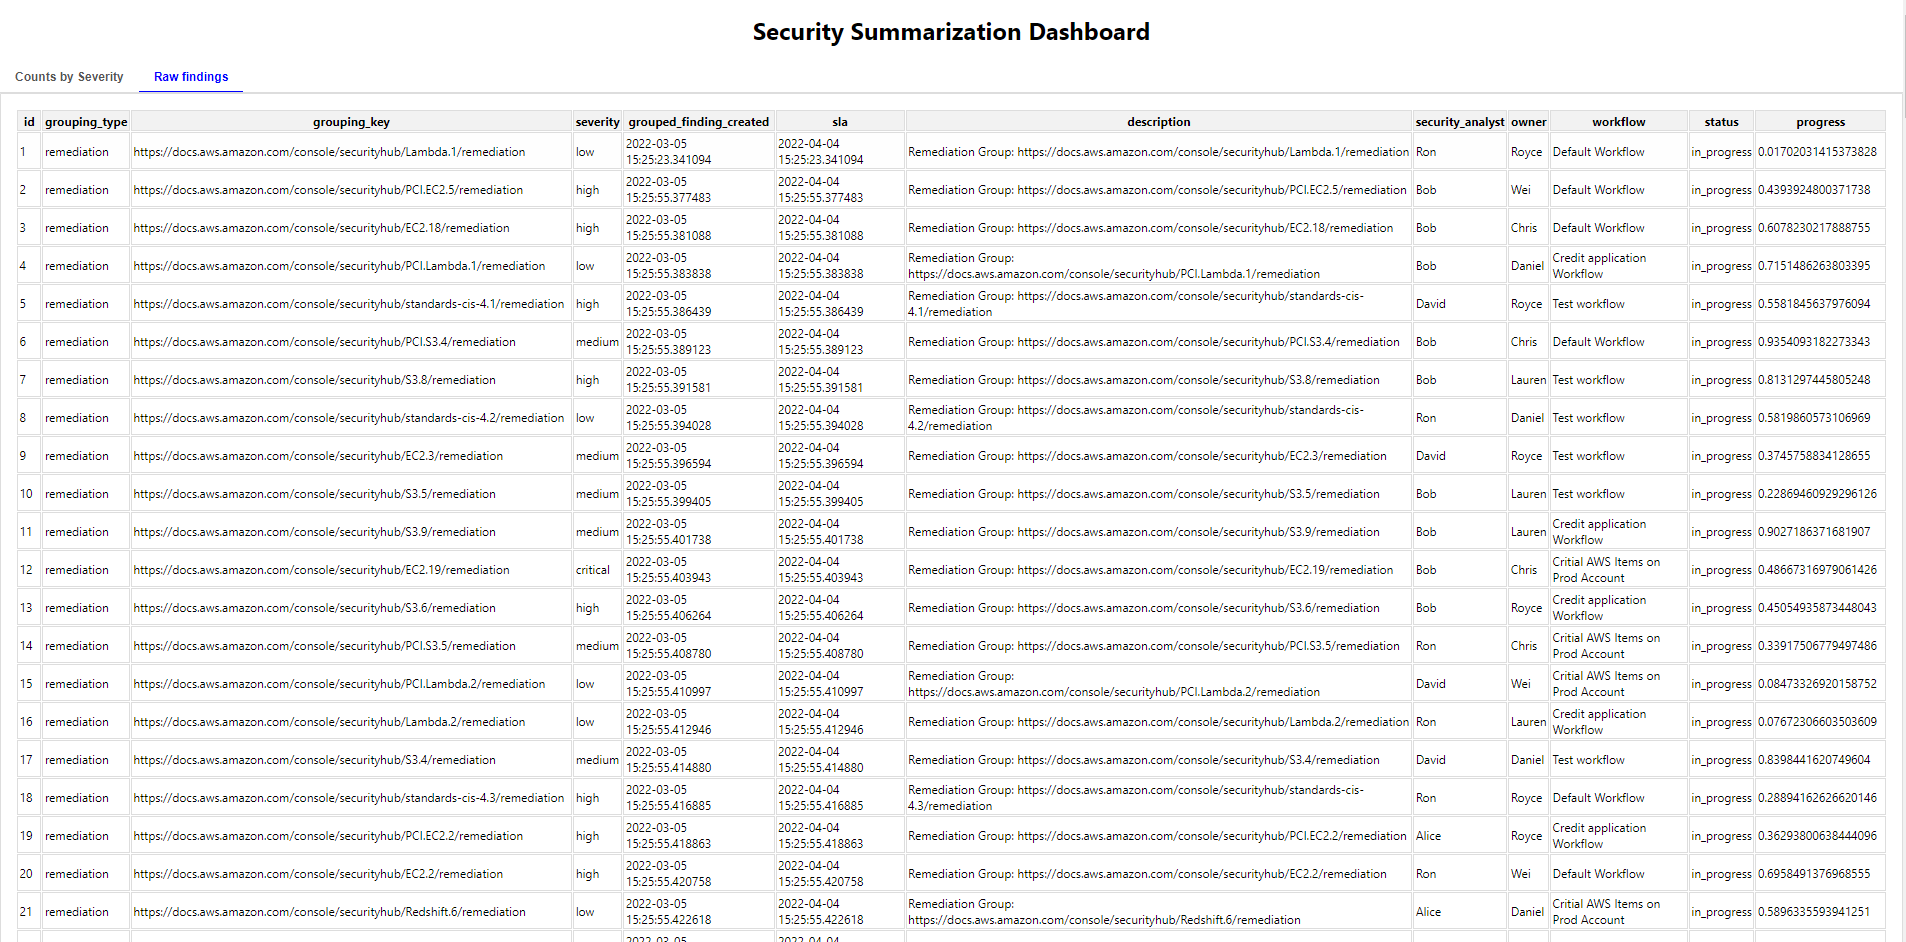 Security Summarization Dashboard
Counts by Severity Raw findings
id grouping_type grouping_key severity grouped_finding_created sla description security_analyst owner workflow status progress
1 remediation https://docs.aws.amazon.com/console/securityhub/Lambda.1/remediation low 2022-03-05 15:25:23.341094 2022-04-04 15:25:23.341094 Remediation Group: https://docs.aws.amazon.com/console/securityhub/Lambda.1/remediation Ron Royce Default Workflow in_progress 0.01702031415373828
2 remediation https://docs.aws.amazon.com/console/securityhub/PCI.EC2.5/remediation high 2022-03-05 15:25:55.377483 2022-04-04 15:25:55.377483 Remediation Group: https://docs.aws.amazon.com/console/securityhub/PCI.EC2.5/remediation Bob Wei Default Workflow in_progress 0.4393924800371738
3 remediation https://docs.aws.amazon.com/console/securityhub/EC2.18/remediation high 2022-03-05 15:25:55.381088 2022-04-04 15:25:55.381088 Remediation Group: https://docs.aws.amazon.com/console/securityhub/EC2.18/remediation Bob Chris Default Workflow in_progress 0.6078230217888755
4 remediation https://docs.aws.amazon.com/console/securityhub/PCI.Lambda.1/remediation low 2022-03-05 15:25:55.383838 2022-04-04 15:25:55.383838 Remediation Group: https://docs.aws.amazon.com/console/securityhub/PCI.Lambda.1/remediation Bob Daniel Credit application Workflow in_progress 0.7151486263803395
5 remediation https://docs.aws.amazon.com/console/securityhub/standards-cis-4.1/remediation high 2022-03-05 15:25:55.386439 2022-04-04 15:25:55.386439 Remediation Group: https://docs.aws.amazon.com/console/securityhub/standards-cis-4.1/remediation David Royce Test workflow in_progress 0.5581845637976094
6 remediation https://docs.aws.amazon.com/console/securityhub/PCI.S3.4/remediation medium 2022-03-05 15:25:55.389123 2022-04-04 15:25:55.389123 Remediation Group: https://docs.aws.amazon.com/console/securityhub/PCI.S3.4/remediation Bob Chris Default Workflow in_progress 0.9354093182273343
7 remediation https://docs.aws.amazon.com/console/securityhub/S3.8/remediation high 2022-03-05 15:25:55.391581 2022-04-04 15:25:55.391581 Remediation Group: https://docs.aws.amazon.com/console/securityhub/S3.8/remediation Bob Lauren Test workflow in_progress 0.8131297445805248
8 remediation https://docs.aws.amazon.com/console/securityhub/standards-cis-4.2/remediation low 2022-03-05 15:25:55.394028 2022-04-04 15:25:55.394028 Remediation Group: https://docs.aws.amazon.com/console/securityhub/standards-cis-4.2/remediation Ron Daniel Test workflow in_progress 0.5819860573106969
9 remediation https://docs.aws.amazon.com/console/securityhub/EC2.3/remediation medium 2022-03-05 15:25:55.396594 2022-04-04 15:25:55.396594 Remediation Group: https://docs.aws.amazon.com/console/securityhub/EC2.3/remediation David Royce Test workflow in_progress 0.3745758834128655
10 remediation https://docs.aws.amazon.com/console/securityhub/S3.5/remediation medium 2022-03-05 15:25:55.399405 2022-04-04 15:25:55.399405 Remediation Group: https://docs.aws.amazon.com/console/securityhub/S3.5/remediation Bob Lauren Test workflow in_progress 0.22869460929296126
11 remediation https://docs.aws.amazon.com/console/securityhub/S3.9/remediation medium 2022-03-05 15:25:55.401738 2022-04-04 15:25:55.401738 Remediation Group: https://docs.aws.amazon.com/console/securityhub/S3.9/remediation Bob Lauren Credit application Workflow in_progress 0.9027186371681907
12 remediation https://docs.aws.amazon.com/console/securityhub/EC2.19/remediation critical 2022-03-05 15:25:55.403943 2022-04-04 15:25:55.403943 Remediation Group: https://docs.aws.amazon.com/console/securityhub/EC2.19/remediation Bob Chris Critial AWS Items on Prod Account in_progress 0.48667316979061426
13 remediation https://docs.aws.amazon.com/console/securityhub/S3.6/remediation high 2022-03-05 15:25:55.406264 2022-04-04 15:25:55.406264 Remediation Group: https://docs.aws.amazon.com/console/securityhub/S3.6/remediation Bob Royce Credit application Workflow in_progress 0.45054935873448043
14 remediation https://docs.aws.amazon.com/console/securityhub/PCI.S3.5/remediation medium 2022-03-05 15:25:55.408780 2022-04-04 15:25:55.408780 Remediation Group: https://docs.aws.amazon.com/console/securityhub/PCI.S3.5/remediation Ron Chris Critial AWS Items on Prod Account in_progress 0.33917506779497486
15 remediation https://docs.aws.amazon.com/console/securityhub/PCI.Lambda.2/remediation low 2022-03-05 15:25:55.410997 2022-04-04 15:25:55.410997 Remediation Group: https://docs.aws.amazon.com/console/securityhub/PCI.Lambda.2/remediation David Wei Critial AWS Items on Prod Account in_progress 0.08473326920158752
16 remediation https://docs.aws.amazon.com/console/securityhub/Lambda.2/remediation low 2022-03-05 15:25:55.412946 2022-04-04 15:25:55.412946 Remediation Group: https://docs.aws.amazon.com/console/securityhub/Lambda.2/remediation Ron Lauren Credit application Workflow in_progress 0.07672306603503609
17 remediation https://docs.aws.amazon.com/console/securityhub/S3.4/remediation medium 2022-03-05 15:25:55.414880 2022-04-04 15:25:55.414880 Remediation Group: https://docs.aws.amazon.com/console/securityhub/S3.4/remediation David Daniel Test workflow in_progress 0.8398441620749604
18 remediation https://docs.aws.amazon.com/console/securityhub/standards-cis-4.3/remediation high 2022-03-05 15:25:55.416885 2022-04-04 15:25:55.416885 Remediation Group: https://docs.aws.amazon.com/console/securityhub/standards-cis-4.3/remediation Ron Royce Default Workflow in_progress 0.28894162626620146
19 remediation https://docs.aws.amazon.com/console/securityhub/PCI.EC2.2/remediation high 2022-03-05 15:25:55.418863 2022-04-04 15:25:55.418863 Remediation Group: https://docs.aws.amazon.com/console/securityhub/PCI.EC2.2/remediation Alice Royce Credit application Workflow in_progress 0.36293800638444096
20 remediation https://docs.aws.amazon.com/console/securityhub/EC2.2/remediation high 2022-03-05 15:25:55.420758 2022-04-04 15:25:55.420758 Remediation Group: https://docs.aws.amazon.com/console/securityhub/EC2.2/remediation Ron Wei Default Workflow in_progress 0.6958491376968555
21 remediation https://docs.aws.amazon.com/console/securityhub/Redshift.6/remediation low 2022-03-05 15:25:55.422618 2022-04-04 15:25:55.422618 Remediation Group: https://docs.aws.amazon.com/console/securityhub/Redshift.6/remediation Alice Daniel Critial AWS Items on Prod Account in_progress 0.5896335593941251
2022-03-05 2022-04-04